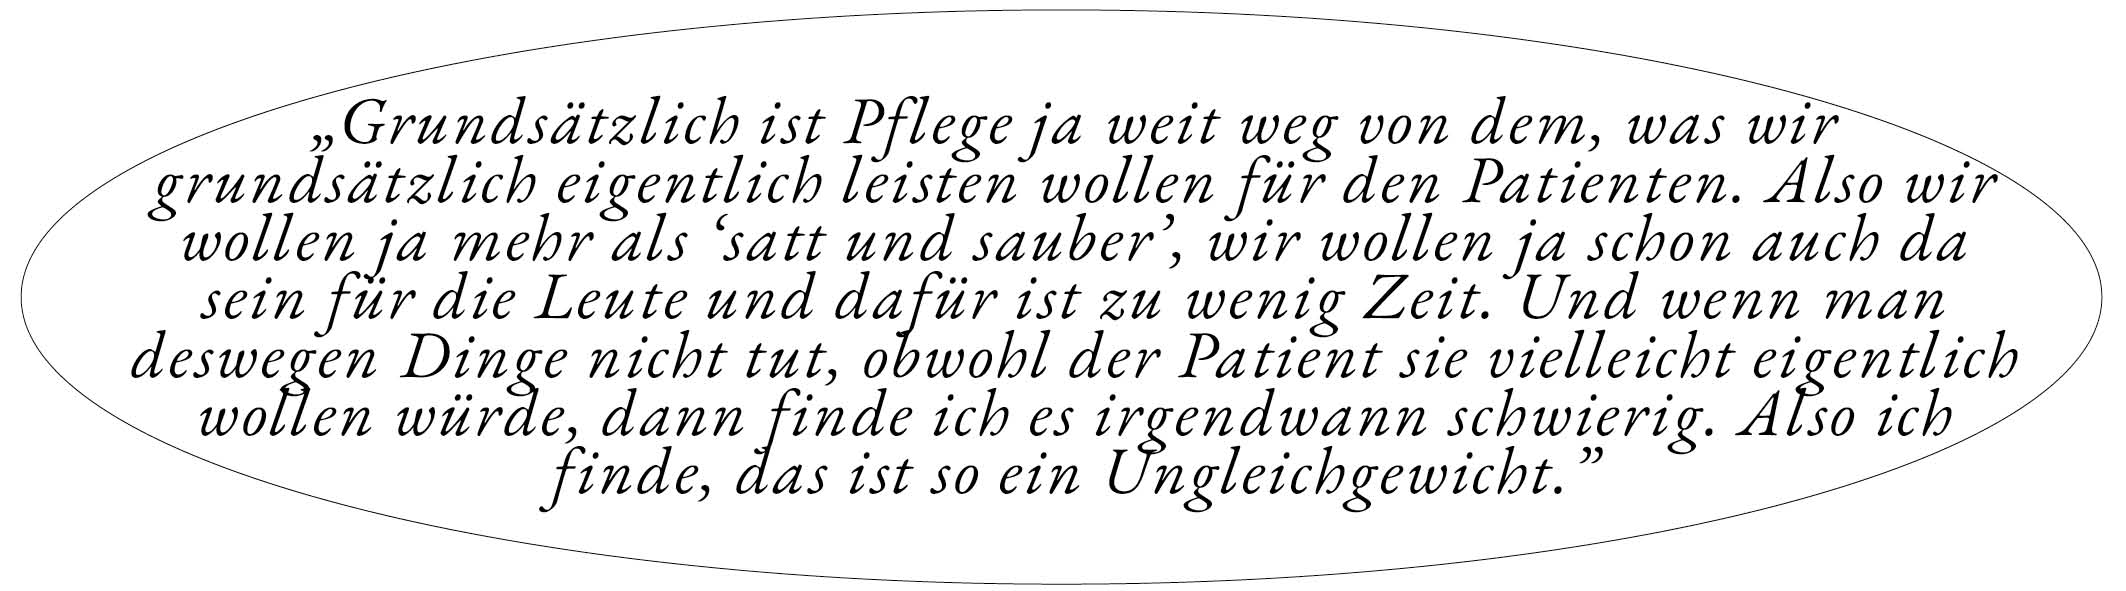 „Grundsätzlich ist Pflege ja weit weg von dem, was wir
grundsätzlich eigentlich leisten wollen für den Patienten. Also wir
wollen ja mehr als ‘satt und sauber’, wir wollen ja schon auch da
sein für die Leute und dafür ist zu wenig Zeit. Und wenn man
deswegen Dinge nicht tut, obwohl der Patient sie vielleicht eigentlich
wollen würde, dann finde ich es irgendwann schwierig. Also ich
finde, das ist so ein Ungleichgewicht.”